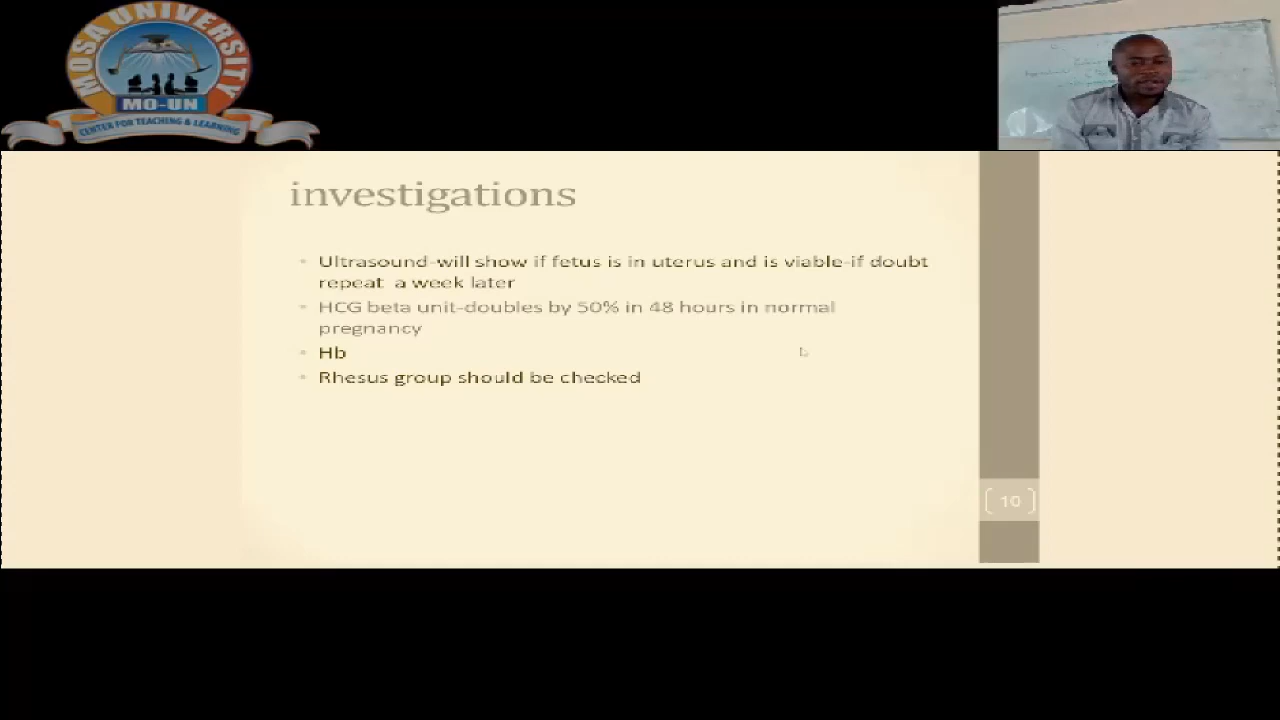 MOSA UNIVERSITY
MO-UN
CENTER FOR TEACHING & LEARNING
investigations
Ultrasound-will show if fetus is in uterus and is viable-if doubt
repeat a week later
HCG beta unit-doubles by 50% in 48 hours in normal
pregnancy
Hb
Rhesus group should be checked
10